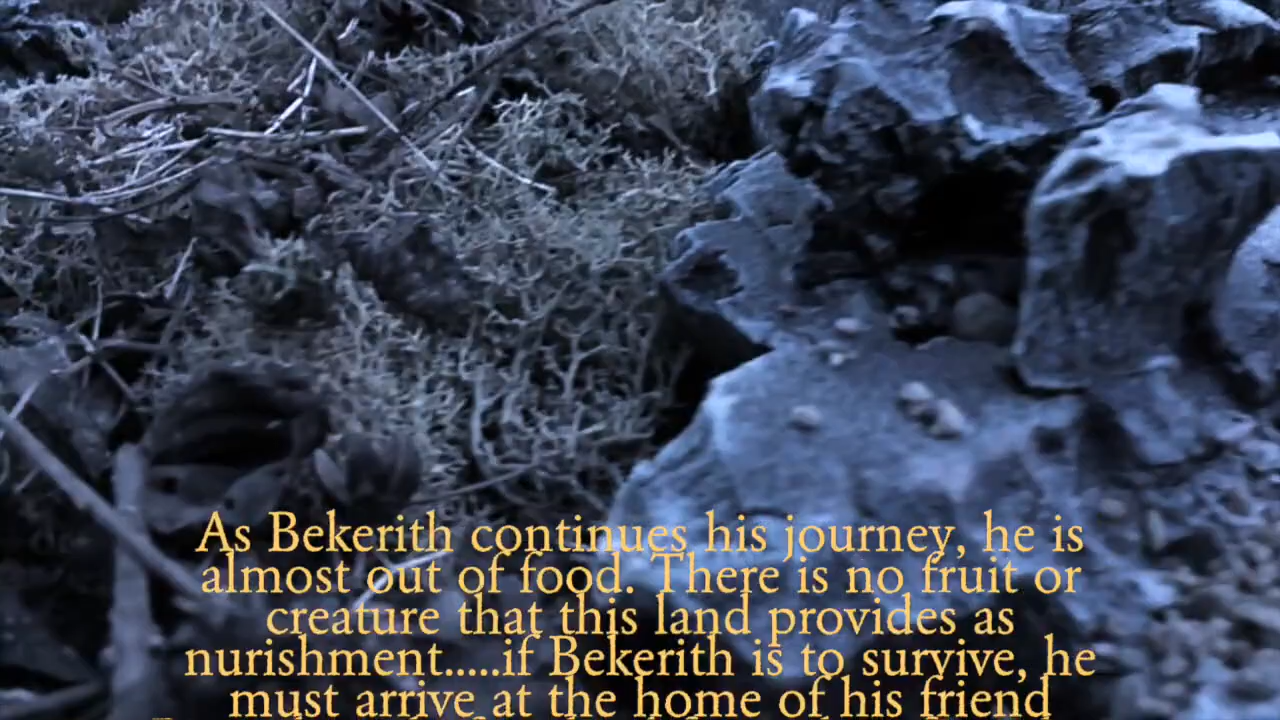 As Bekerith continues his journey, he is
almost out of food. There is no fruit or
creature that this land provides as
nurishment.....if Bekerith is to survive, he
must arrive at the home of his friend